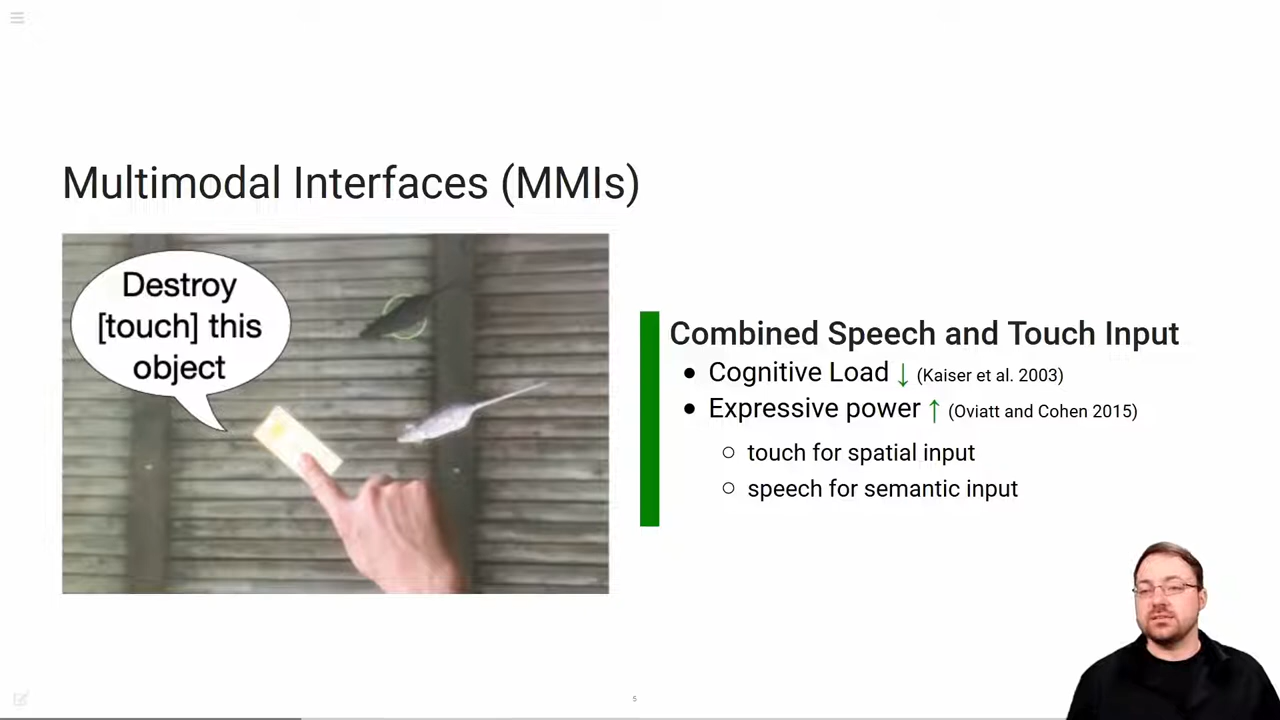 Multimodal Interfaces (MMIs)
Destroy
[touch] this
object
Combined Speech and Touch Input
• Cognitive Load ↓ (Kaiser et al. 2003)
• Expressive power ↑ (Oviatt and Cohen 2015)
○ touch for spatial input
○ speech for semantic input
5